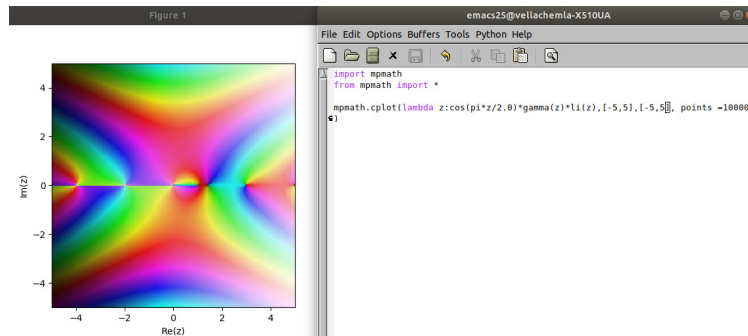 Figure 1
emacs25@vellachemla-X510UA
File Edit Options Buffers Tools Python Help
import mpmath
from mpmath import *
mpmath.cplot(lambda z:cos(pi*z/2.0)*gamma(z)*li(z),[-5,5],[-5,5], points =10000
)
4
2
0
−2
−4
−4 −2 0 2 4
Im(z)
Re(z)